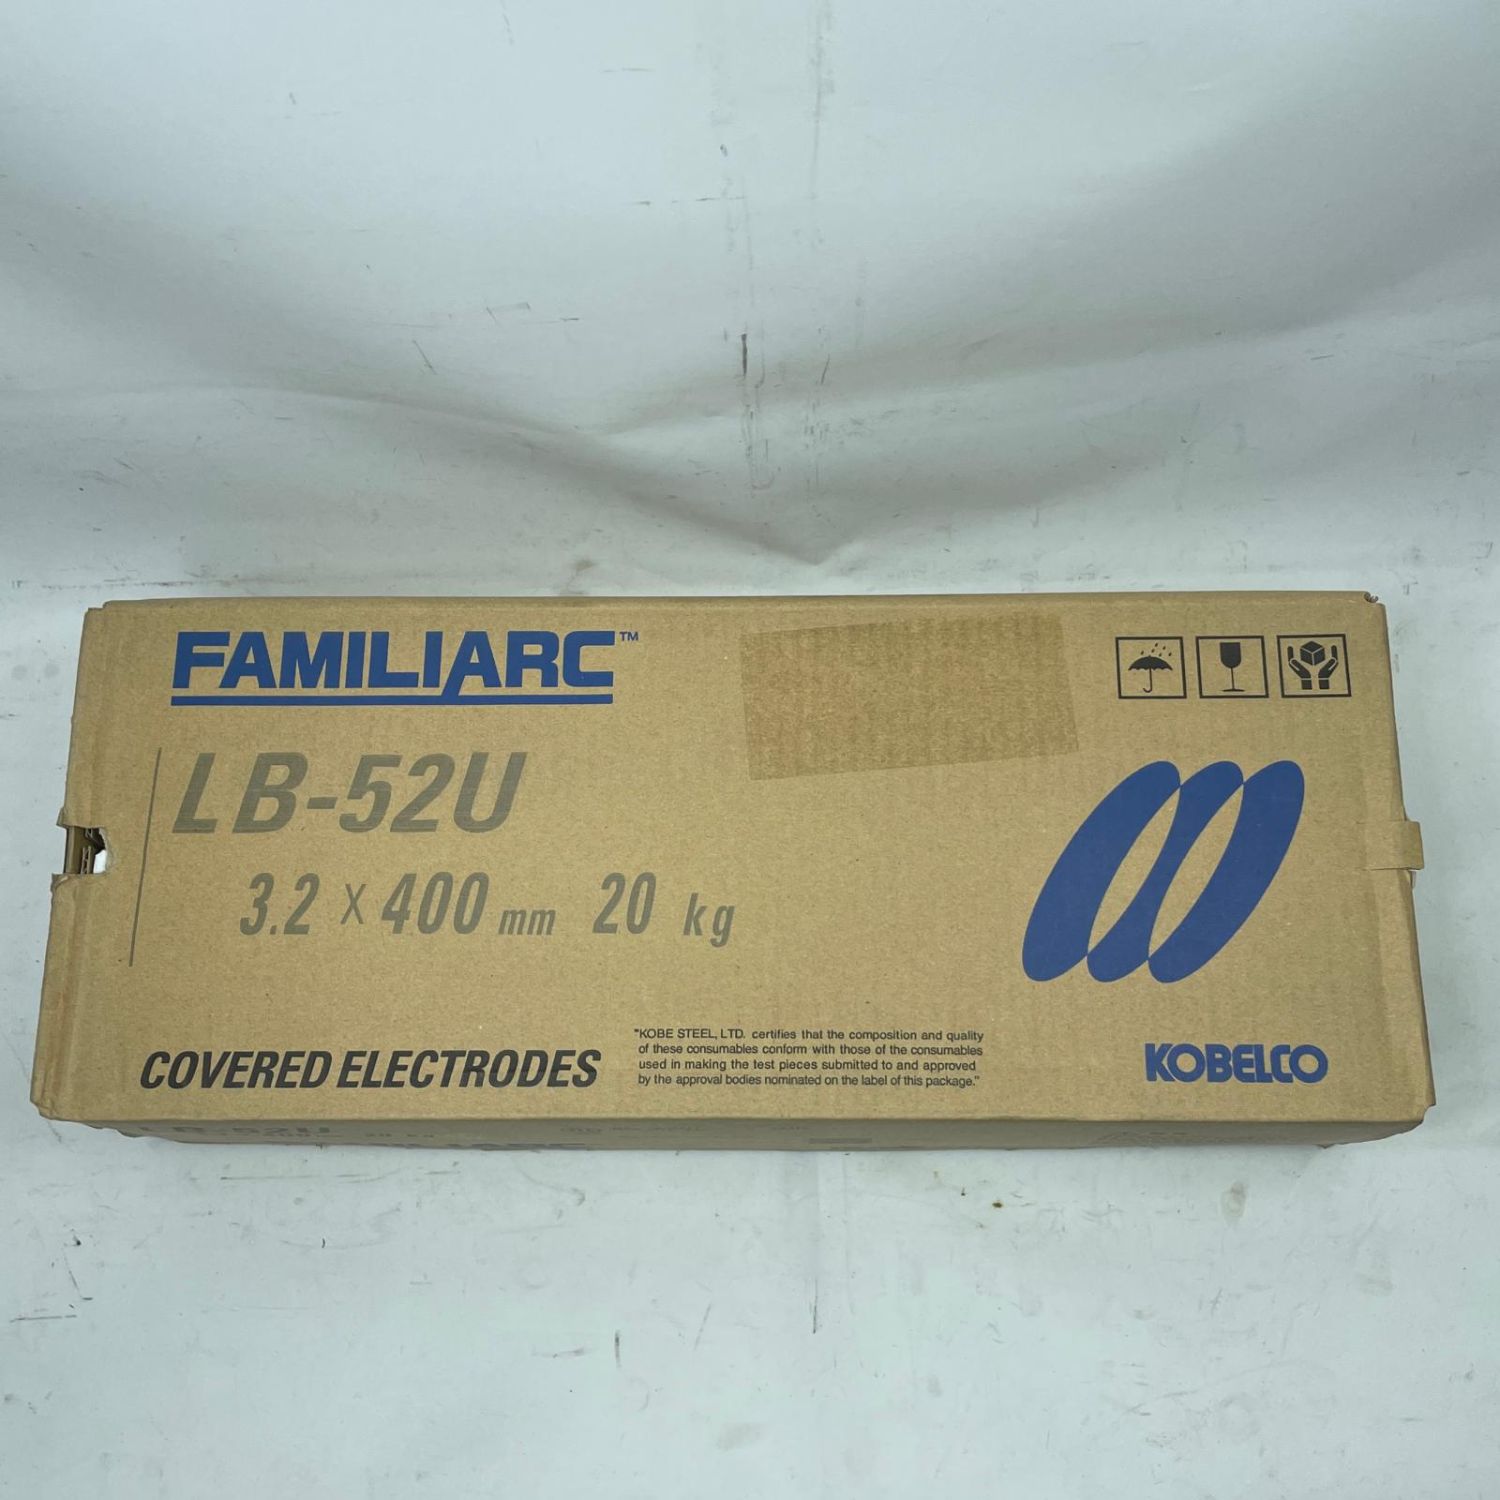 FAMILIARC™
LB-52U
3.2 × 400 mm 20 kg
COVERED ELECTRODES
"KOBE STEEL, LTD. certifies that the composition and quality
of these consumables conform with those of the consumables
used in making the test pieces submitted to and approved
by the approval bodies nominated on the label of this package."
KOBELCO
LB-52U